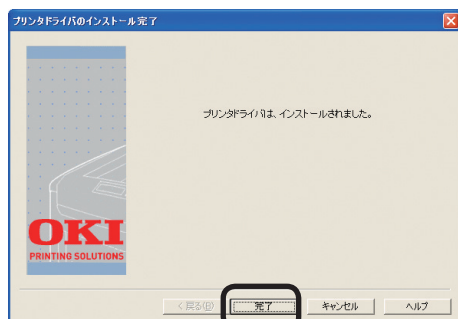 プリンタドライバのインストール完了
プリンタドライバは、インストールされました。
OKI
PRINTING SOLUTIONS
< 戻る(B)
完了
キャンセル
ヘルプ